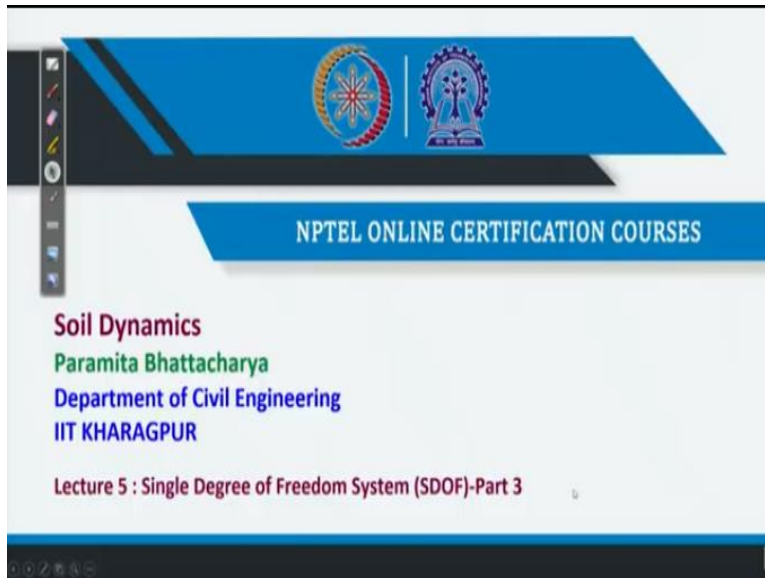 NPTEL ONLINE CERTIFICATION COURSES
Soil Dynamics
Paramita Bhattacharya
Department of Civil Engineering
IIT KHARAGPUR
Lecture 5 : Single Degree of Freedom System (SDOF)-Part 3